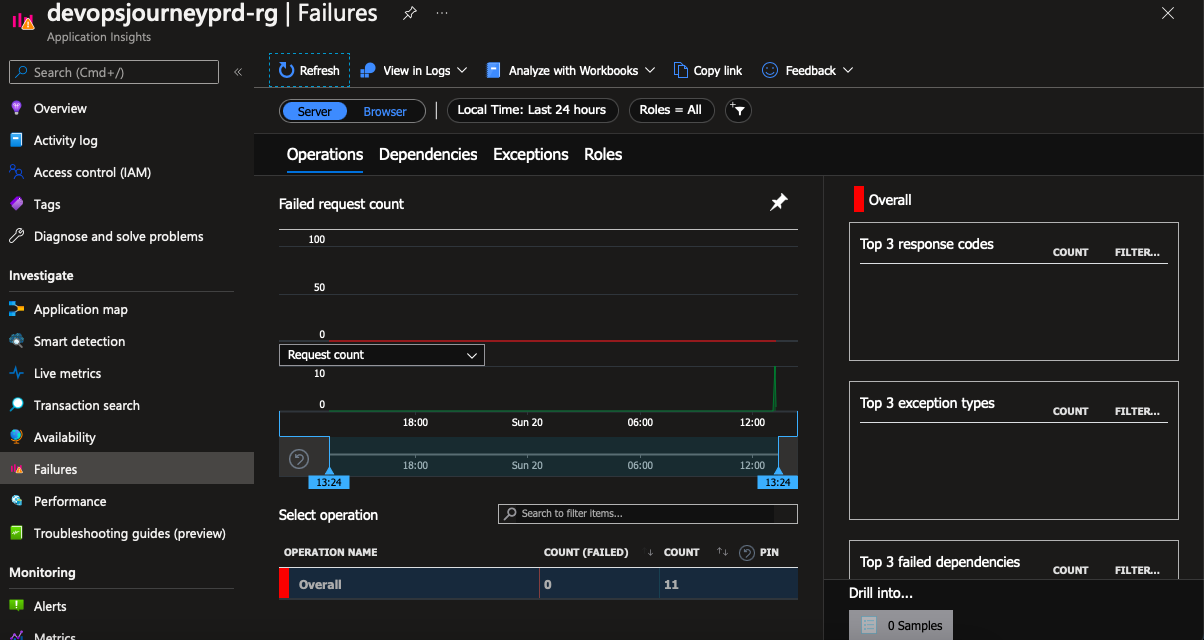 devopsjourneyprd-rg | Failures
Application Insights
Search (Cmd+/)
Overview
Activity log
Access control (IAM)
Tags
Diagnose and solve problems
Investigate
Application map
Smart detection
Live metrics
Transaction search
Availability
Failures
Performance
Troubleshooting guides (preview)
Monitoring
Alerts
Metrics
Refresh
View in Logs
Analyze with Workbooks
Copy link
Feedback
Server
Browser
Local Time: Last 24 hours
Roles = All
Operations
Dependencies
Exceptions
Roles
Failed request count
100
50
0
Request count
10
0
18:00 Sun 20 06:00 12:00
18:00 Sun 20 06:00 12:00
13:24 13:24
Select operation
Search to filter items...
OPERATION NAME COUNT (FAILED) COUNT PIN
Overall 0 11
Overall
Top 3 response codes COUNT FILTER...
Top 3 exception types COUNT FILTER...
Top 3 failed dependencies COUNT FILTER...
Drill into...
0 Samples